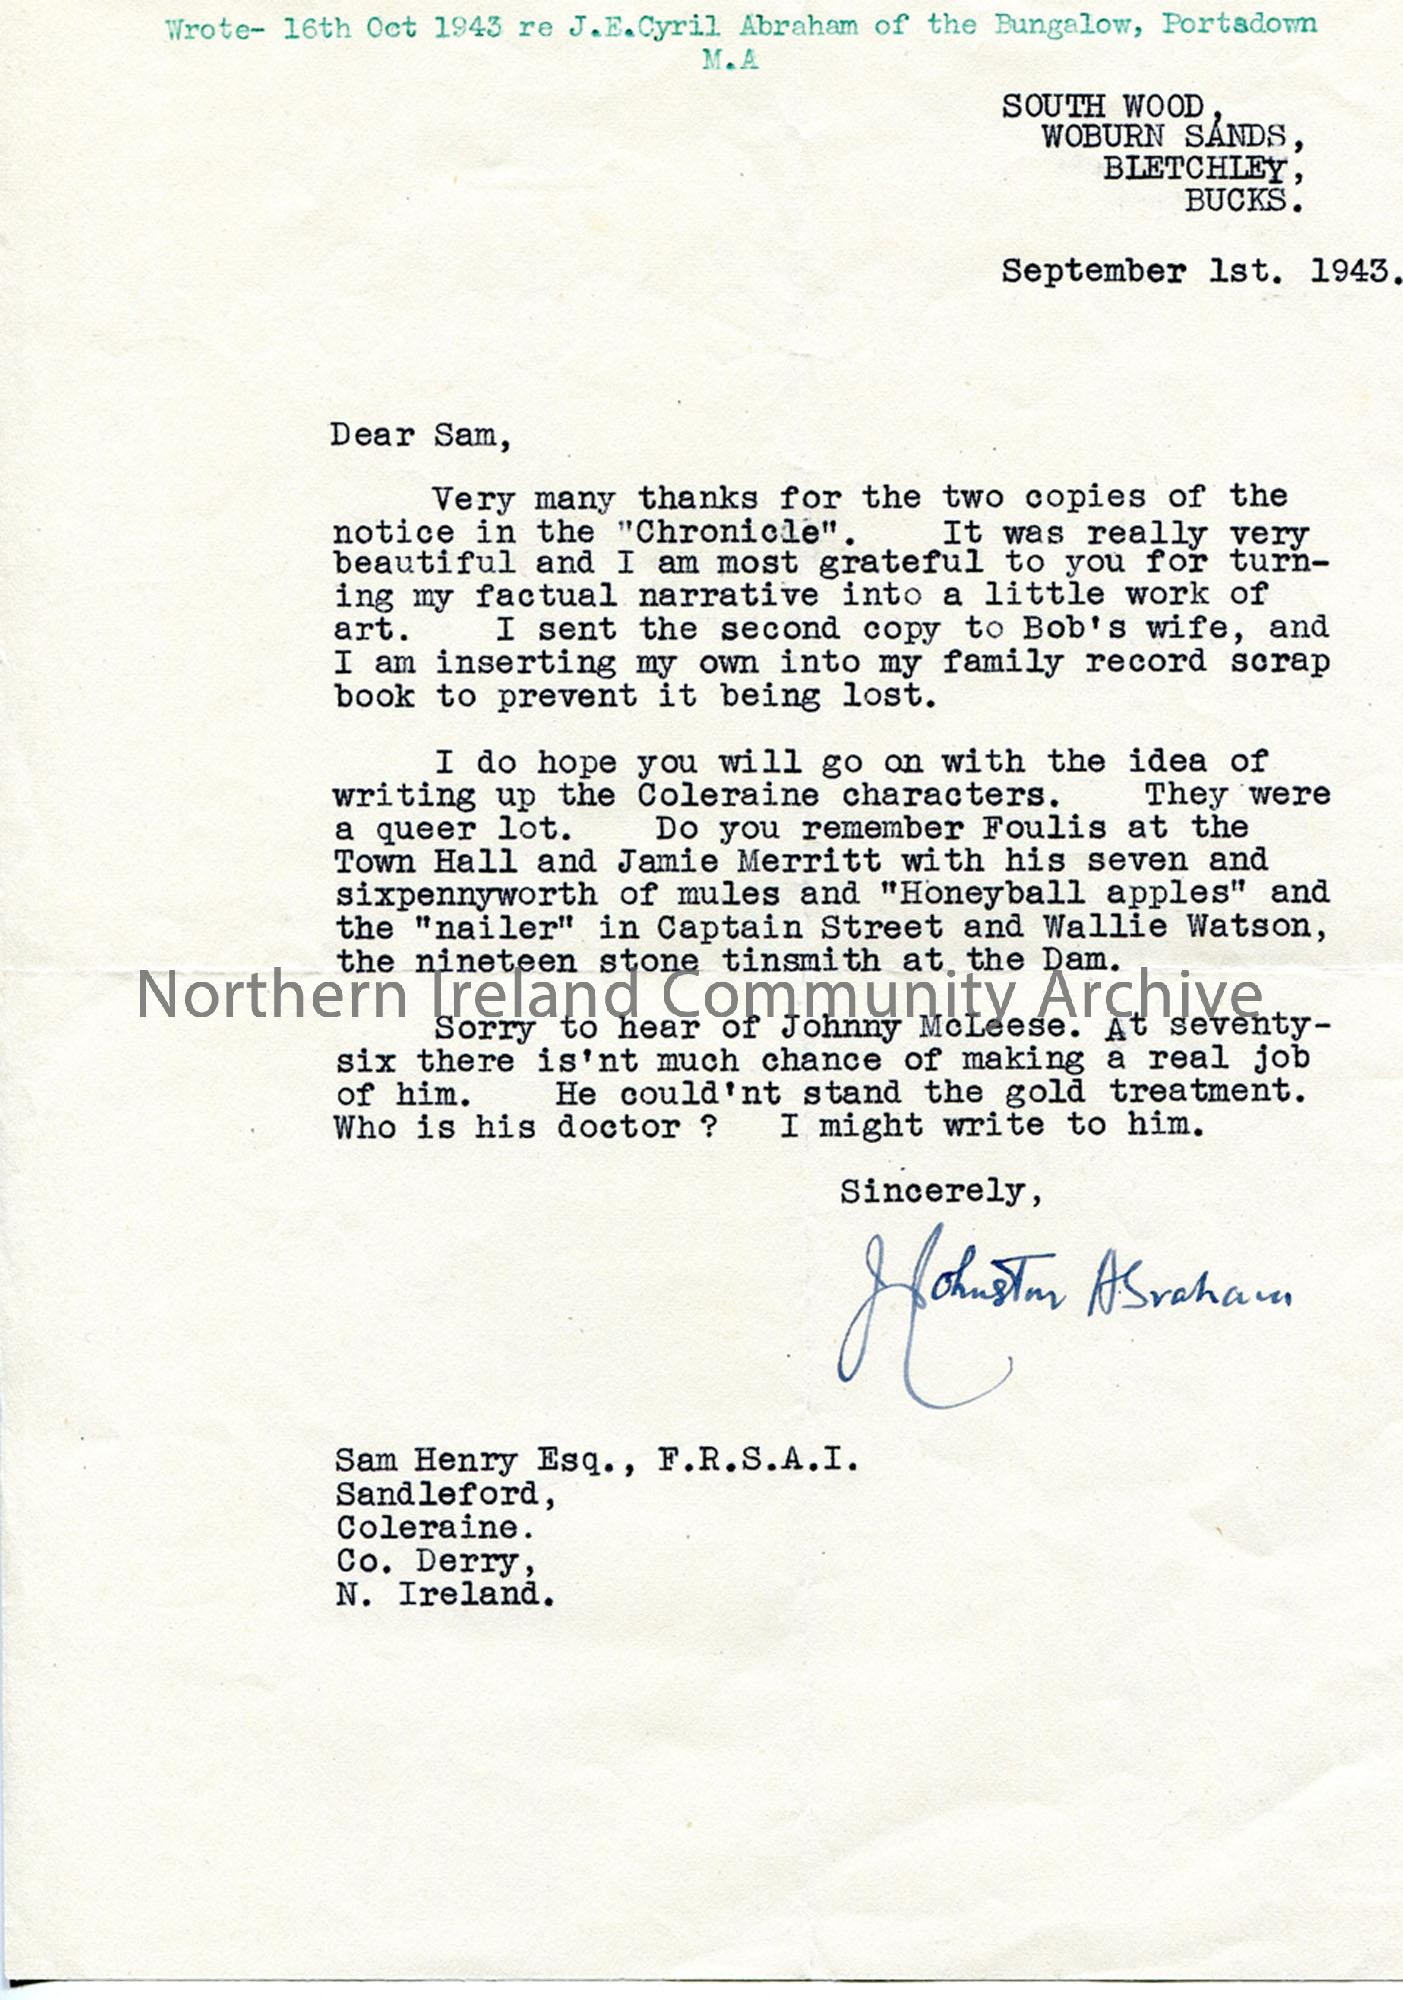 Wrote- 16th Oct 1943 re J.E.Cyril Abraham of the Bungalow, Portadown
M.A
SOUTH WOOD,
WOBURN SANDS,
BLETCHLEY,
BUCKS.
September 1st. 1943.
Dear Sam,
Very many thanks for the two copies of the
notice in the "Chronicle". It was really very
beautiful and I am most grateful to you for turn-
ing my factual narrative into a little work of
art. I sent the second copy to Bob's wife, and
I am inserting my own into my family record scrap
book to prevent it being lost.
I do hope you will go on with the idea of
writing up the Coleraine characters. They were
a queer lot. Do you remember Foulis at the
Town Hall and Jamie Merritt with his seven and
sixpennyworth of mules and "Honeyball apples" and
the "nailer" in Captain Street and Wallie Watson,
the nineteen stone tinsmith at the Dam.
Northern Ireland Community Archive
Sorry to hear of Johnny McLeese. At seventy-
six there is'nt much chance of making a real job
of him. He could'nt stand the gold treatment.
Who is his doctor ? I might write to him.
Sincerely,
J Johnston Abraham
Sam Henry Esq., F.R.S.A.I.
Sandleford,
Coleraine.
Co. Derry,
N. Ireland.